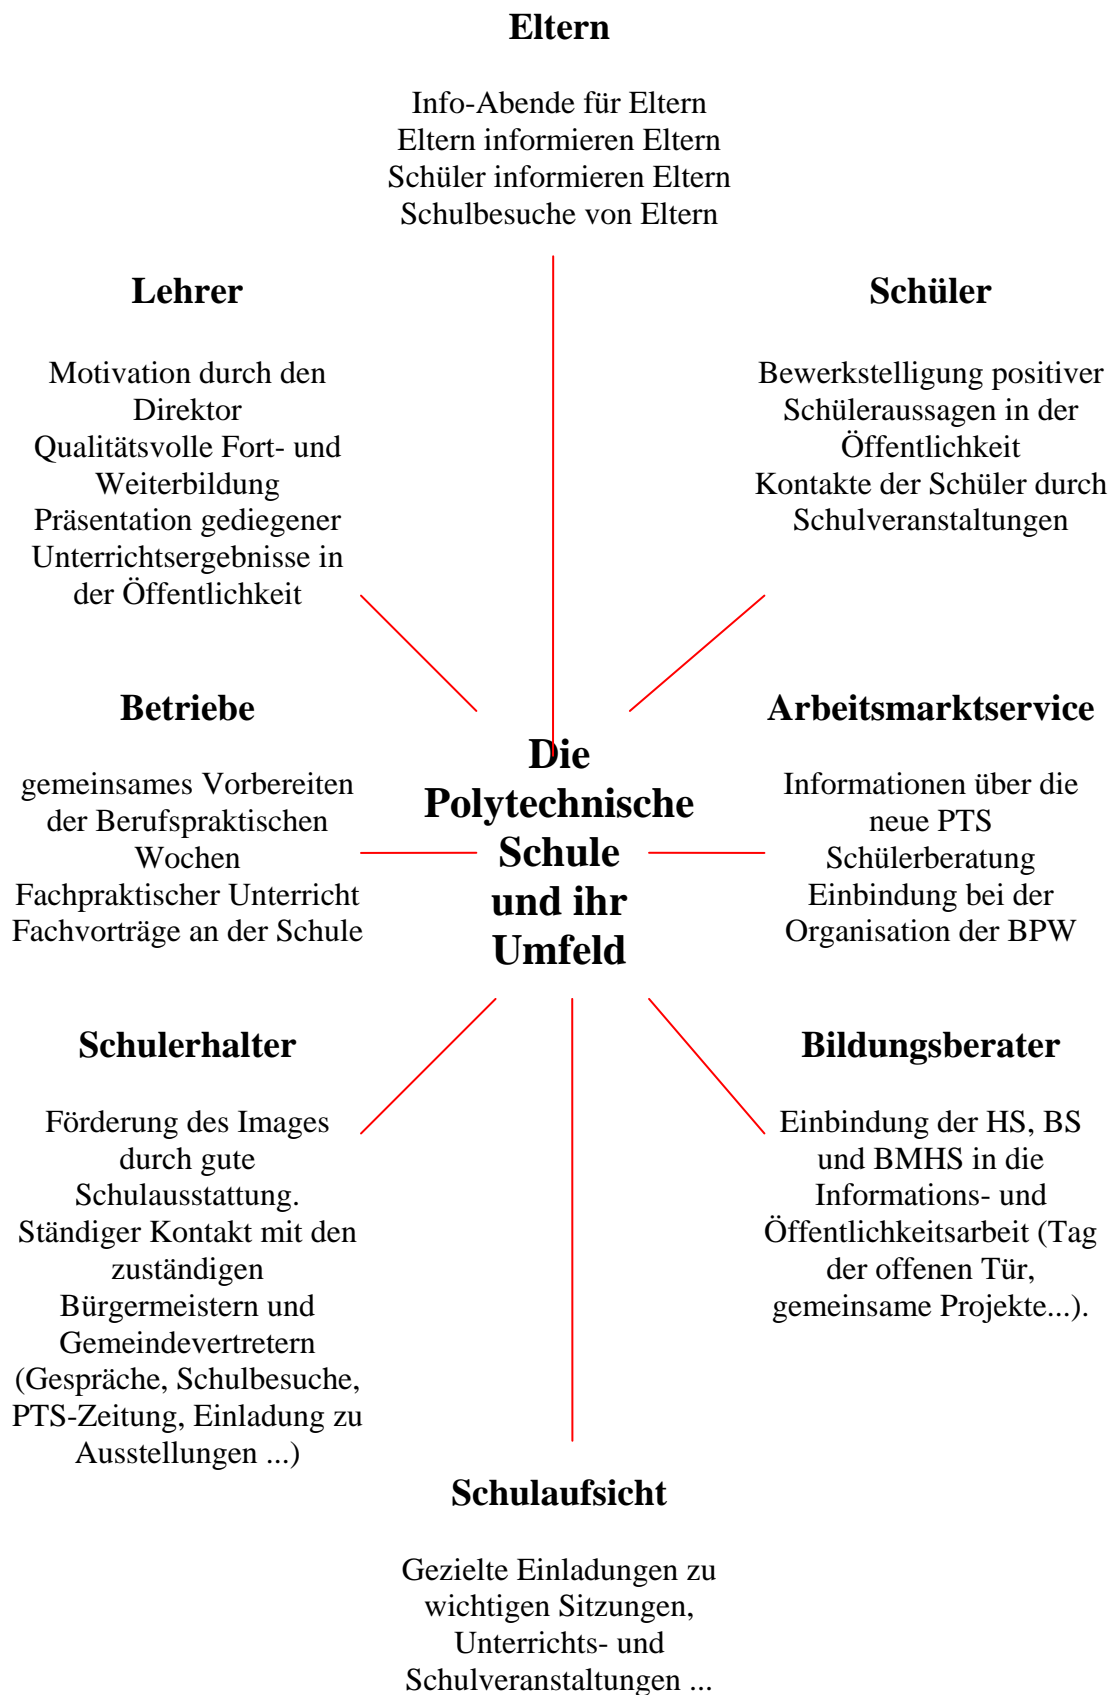 Eltern
Info-Abende für Eltern
Eltern informieren Eltern
Schüler informieren Eltern
Schulbesuche von Eltern
Lehrer
Motivation durch den
Direktor
Qualitätsvolle Fort- und
Weiterbildung
Präsentation gediegener
Unterrichtsergebnisse in
der Öffentlichkeit
Schüler
Bewerkstelligung positiver
Schüleraussagen in der
Öffentlichkeit
Kontakte der Schüler durch
Schulveranstaltungen
Betriebe
gemeinsames Vorbereiten
der Berufspraktischen
Wochen
Fachpraktischer Unterricht
Fachvorträge an der Schule
Die
Polytechnische
Schule
und ihr
Umfeld
Arbeitsmarktservice
Informationen über die
neue PTS
Schülerberatung
Einbindung bei der
Organisation der BPW
Schulerhalter
Förderung des Images
durch gute
Schulausstattung.
Ständiger Kontakt mit den
zuständigen
Bürgermeistern und
Gemeindevertretern
(Gespräche, Schulbesuche,
PTS-Zeitung, Einladung zu
Ausstellungen ...)
Bildungsberater
Einbindung der HS, BS
und BMHS in die
Informations- und
Öffentlichkeitsarbeit (Tag
der offenen Tür,
gemeinsame Projekte...).
Schulaufsicht
Gezielte Einladungen zu
wichtigen Sitzungen,
Unterrichts- und
Schulveranstaltungen ...